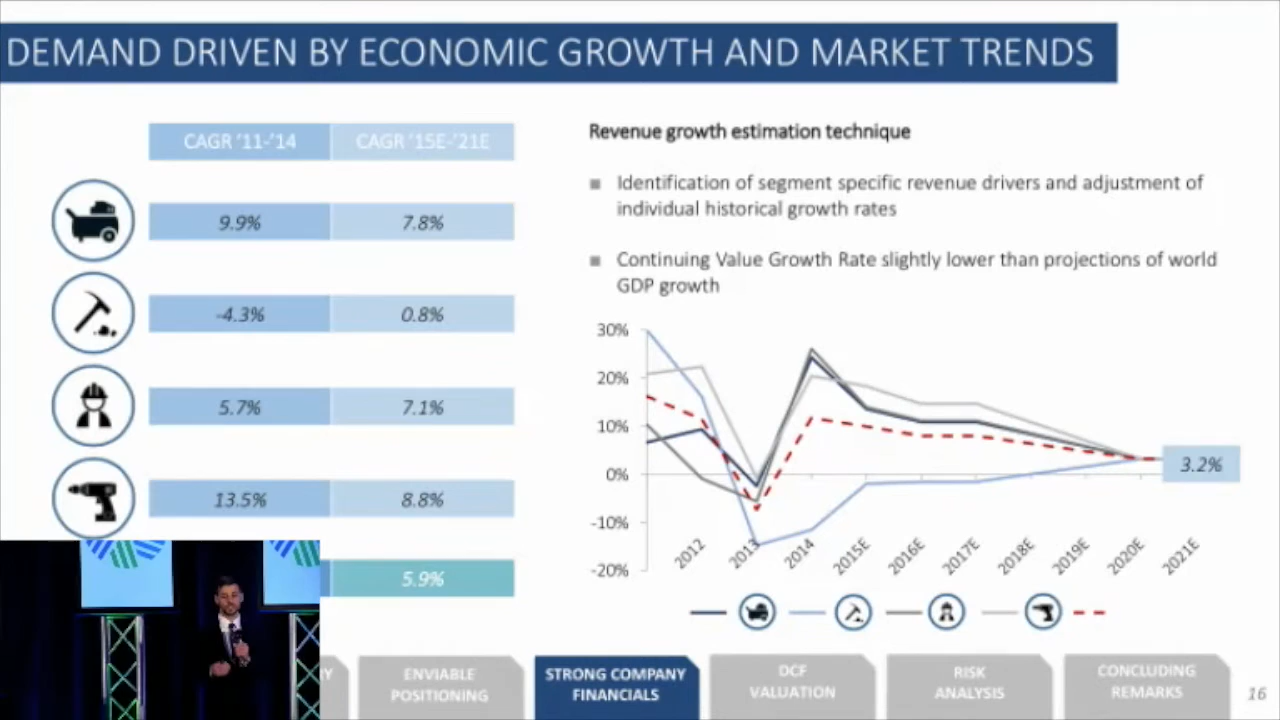 DEMAND DRIVEN BY ECONOMIC GROWTH AND MARKET TRENDS
CAGR '11-'14 CAGR '15E-'21E
9.9% 7.8%
-4.3% 0.8%
5.7% 7.1%
13.5% 8.8%
5.9%
Revenue growth estimation technique
■ Identification of segment specific revenue drivers and adjustment of
individual historical growth rates
■ Continuing Value Growth Rate slightly lower than projections of world
GDP growth
30%
20%
10%
0%
-10%
-20%
3.2%
2012 2013 2014 2015E 2016E 2017E 2018E 2019E 2020E 2021E
ENVIABLE
POSITIONING
STRONG COMPANY
FINANCIALS
DCF
VALUATION
RISK
ANALYSIS
CONCLUDING
REMARKS
16